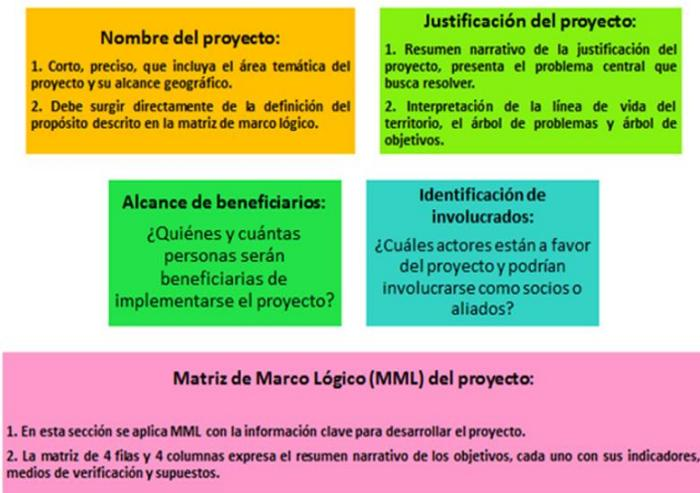 Nombre del proyecto:
1. Corto, preciso, que incluya el área temática del
proyecto y su alcance geográfico.
2. Debe surgir directamente de la definición del
propósito descrito en la matriz de marco lógico.
Justificación del proyecto:
1. Resumen narrativo de la justificación del
proyecto, presenta el problema central que
busca resolver.
2. Interpretación de la línea de vida del
territorio, el árbol de problemas y árbol de
objetivos.
Alcance de beneficiarios:
¿Quiénes y cuántas
personas serán
beneficiarias de
implementarse el proyecto?
Identificación de
involucrados:
¿Cuáles actores están a favor
del proyecto y podrían
involucrarse como socios o
aliados?
Matriz de Marco Lógico (MML) del proyecto:
1. En esta sección se aplica MML con la información clave para desarrollar el proyecto.
2. La matriz de 4 filas y 4 columnas expresa el resumen narrativo de los objetivos, cada uno con sus indicadores,
medios de verificación y supuestos.